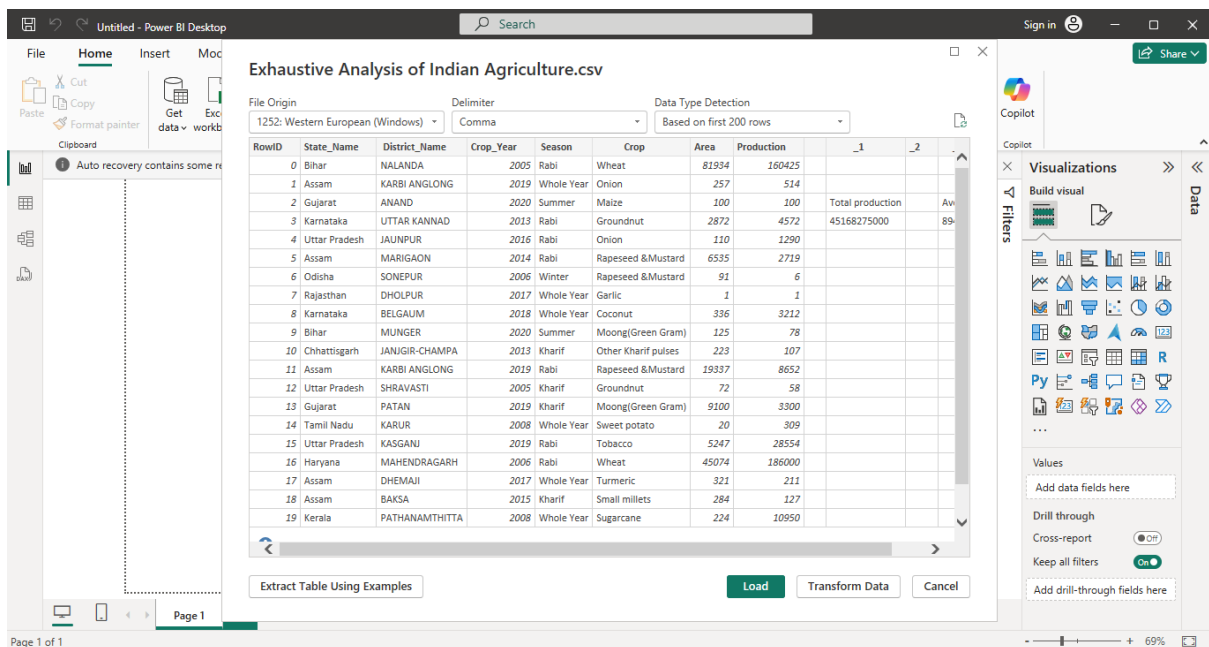 Untitled - Power BI Desktop
Search
Sign in
File Home Insert Mod
Share
Paste
Cut
Copy
Format painter
Clipboard
Get data
Exc workb
Copilot
Copilot
Auto recovery contains some re
Exhaustive Analysis of Indian Agriculture.csv
File Origin Delimiter Data Type Detection
1252: Western European (Windows) Comma Based on first 200 rows
RowID State_Name District_Name Crop_Year Season Crop Area Production _1 _2
0 Bihar NALANDA 2005 Rabi Wheat 81934 160425
1 Assam KARBI ANGLONG 2019 Whole Year Onion 257 514
2 Gujarat ANAND 2020 Summer Maize 100 100 Total production Av
3 Karnataka UTTAR KANNAD 2013 Rabi Groundnut 2872 4572 45168275000 894
4 Uttar Pradesh JAUNPUR 2016 Rabi Onion 110 1290
5 Assam MARIGAON 2014 Rabi Rapeseed &Mustard 6535 2719
6 Odisha SONEPUR 2006 Winter Rapeseed &Mustard 91 6
7 Rajasthan DHOLPUR 2017 Whole Year Garlic 1 1
8 Karnataka BELGAUM 2018 Whole Year Coconut 336 3212
9 Bihar MUNGER 2020 Summer Moong(Green Gram) 125 78
10 Chhattisgarh JANJGIR-CHAMPA 2013 Kharif Other Kharif pulses 223 107
11 Assam KARBI ANGLONG 2019 Rabi Rapeseed &Mustard 19337 8652
12 Uttar Pradesh SHRAVASTI 2005 Kharif Groundnut 72 58
13 Gujarat PATAN 2019 Kharif Moong(Green Gram) 9100 3300
14 Tamil Nadu KARUR 2008 Whole Year Sweet potato 20 309
15 Uttar Pradesh KASGANJ 2019 Rabi Tobacco 5247 28554
16 Haryana MAHENDRAGARH 2006 Rabi Wheat 45074 186000
17 Assam DHEMAJI 2017 Whole Year Turmeric 321 211
18 Assam BAKSA 2015 Kharif Small millets 284 127
19 Kerala PATHANAMTHITTA 2008 Whole Year Sugarcane 224 10950
Extract Table Using Examples Load Transform Data Cancel
Filters
Visualizations
Build visual
123
R
Py
...
Values
Add data fields here
Drill through
Cross-report Off
Keep all filters On
Add drill-through fields here
Data
Page 1
Page 1 of 1
- + 69%